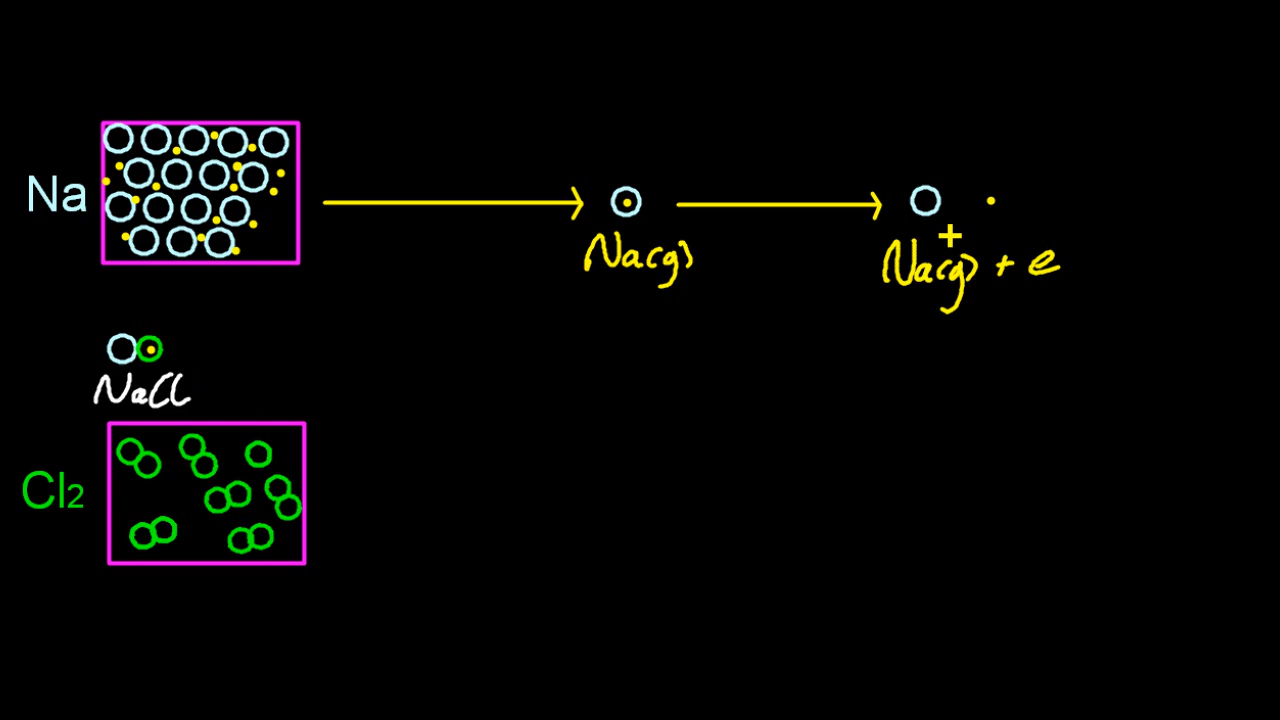 Na
Na(g)
Na⁺(g) + e
NaCl
Cl₂